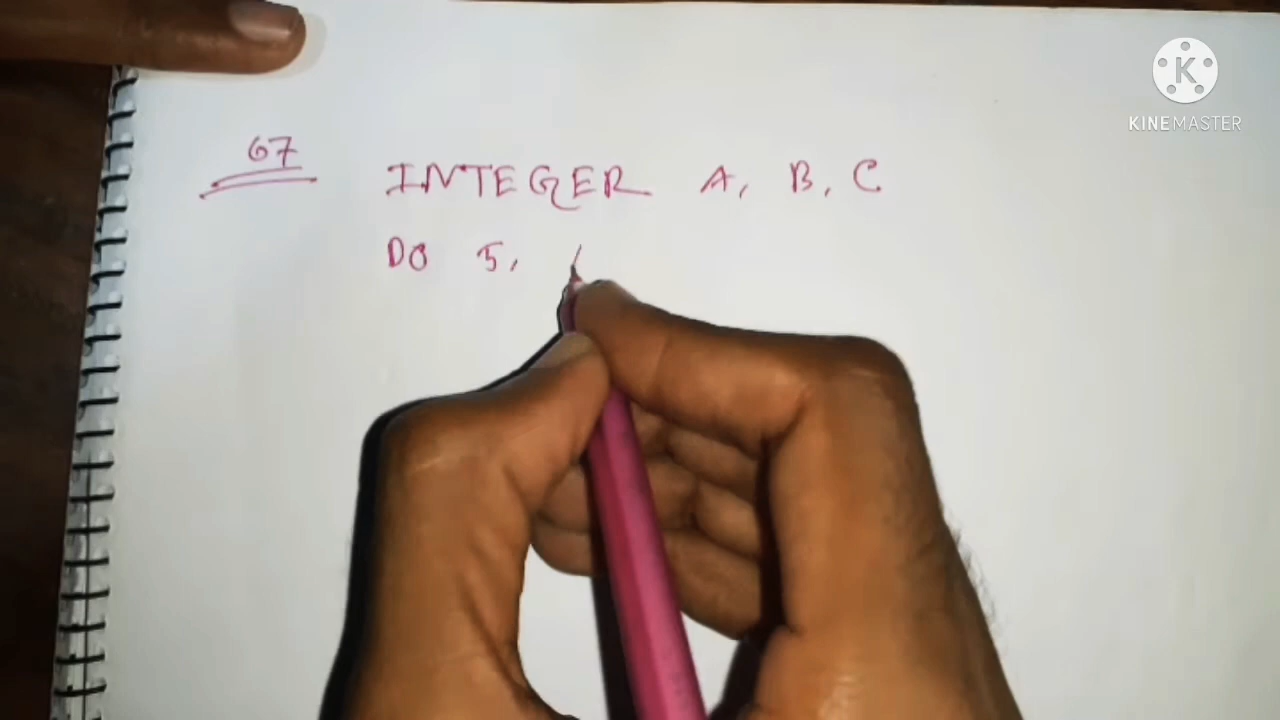 67
INTEGER A, B, C
DO 5,
K
KINEMASTER